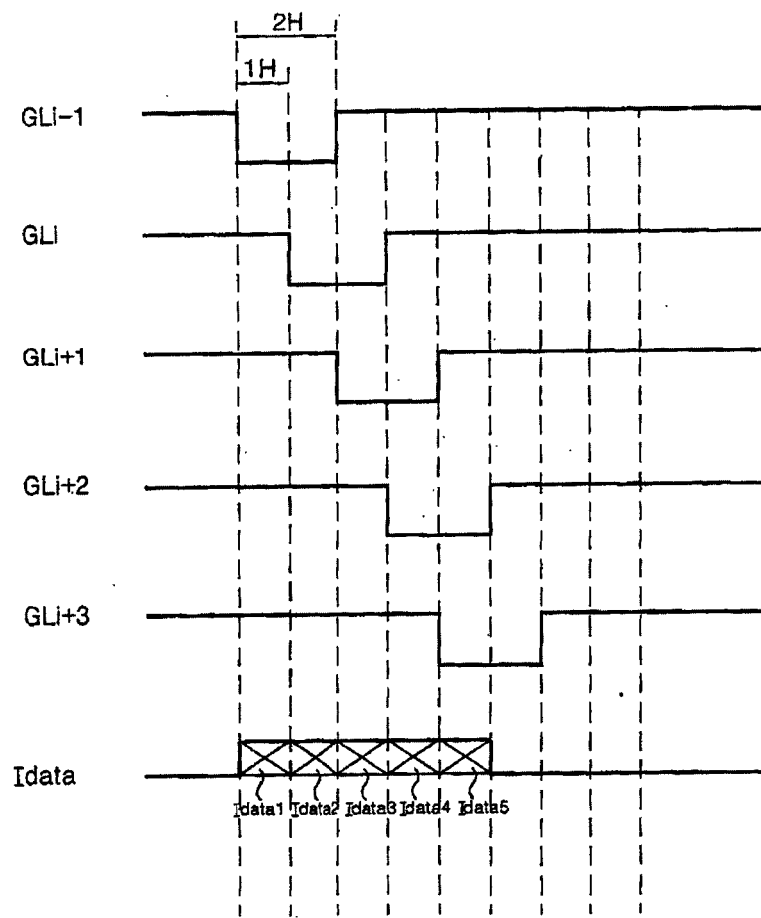 2H
1H
GLi-1
GLi
GLi+1
GLi+2
GLi+3
Idata
Idata1 Idata2 Idata3 Idata4 Idata5